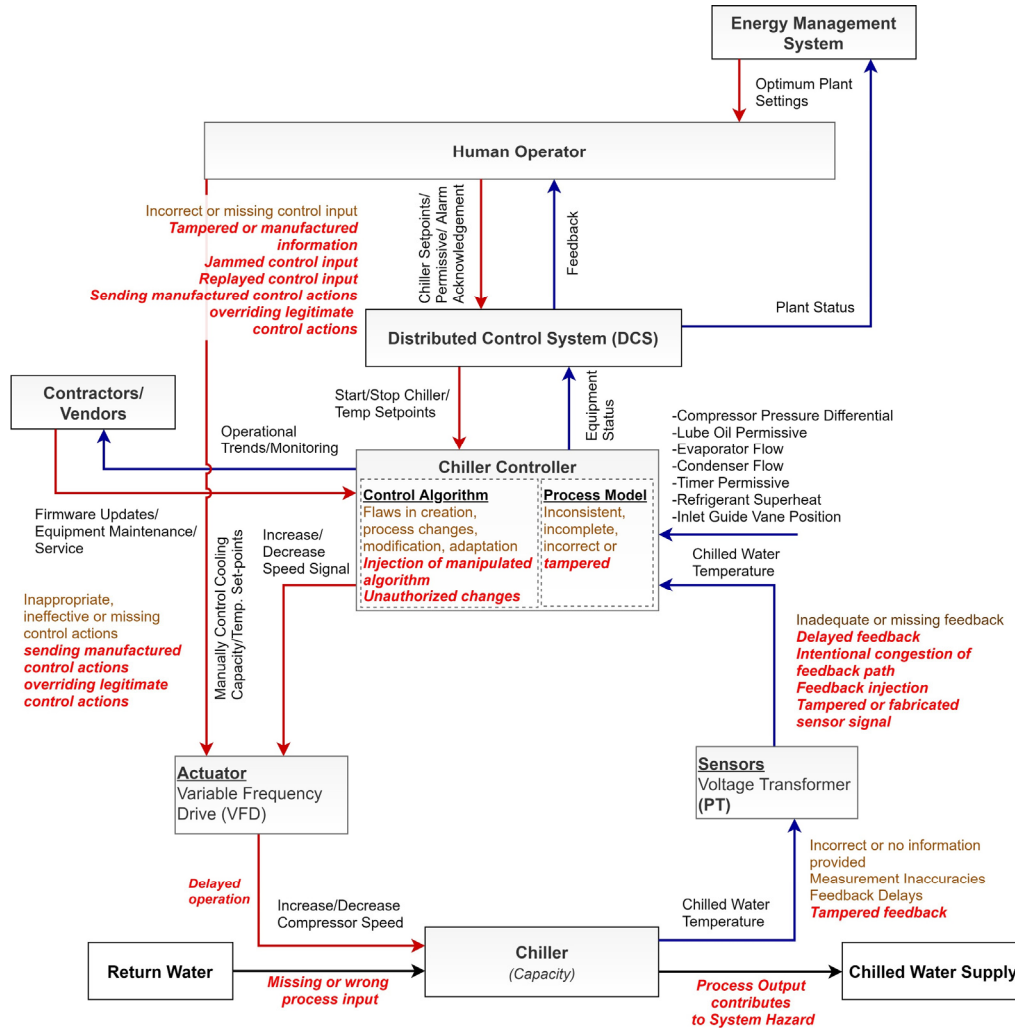 Energy Management
System
Optimum Plant
Settings
Human Operator
Incorrect or missing control input
Tampered or manufactured
information
Jammed control input
Replayed control input
Sending manufactured control actions
overriding legitimate
control actions
Chiller Setpoints/
Permissive/ Alarm
Acknowledgement
Feedback
Plant Status
Distributed Control System (DCS)
Contractors/
Vendors
Start/Stop Chiller/
Temp Setpoints
Equipment
Status
Operational
Trends/Monitoring
-Compressor Pressure Differential
-Lube Oil Permissive
-Evaporator Flow
-Condenser Flow
-Timer Permissive
-Refrigerant Superheat
-Inlet Guide Vane Position
Chiller Controller
Control Algorithm
Flaws in creation,
process changes,
modification, adaptation
Injection of manipulated
algorithm
Unauthorized changes
Process Model
Inconsistent,
incomplete,
incorrect or
tampered
Firmware Updates/
Equipment Maintenance/
Service
Increase/
Decrease
Speed Signal
Chilled Water
Temperature
Inappropriate,
ineffective or missing
control actions
sending manufactured
control actions
overriding legitimate
control actions
Manually Control Cooling
Capacity/Temp. Set-points
Inadequate or missing feedback
Delayed feedback
Intentional congestion of
feedback path
Feedback injection
Tampered or fabricated
sensor signal
Actuator
Variable Frequency
Drive (VFD)
Sensors
Voltage Transformer
(PT)
Incorrect or no information
provided
Measurement Inaccuracies
Feedback Delays
Tampered feedback
Delayed
operation
Increase/Decrease
Compressor Speed
Chilled Water
Temperature
Return Water
Missing or wrong
process input
Chiller
(Capacity)
Process Output
contributes
to System Hazard
Chilled Water Supply